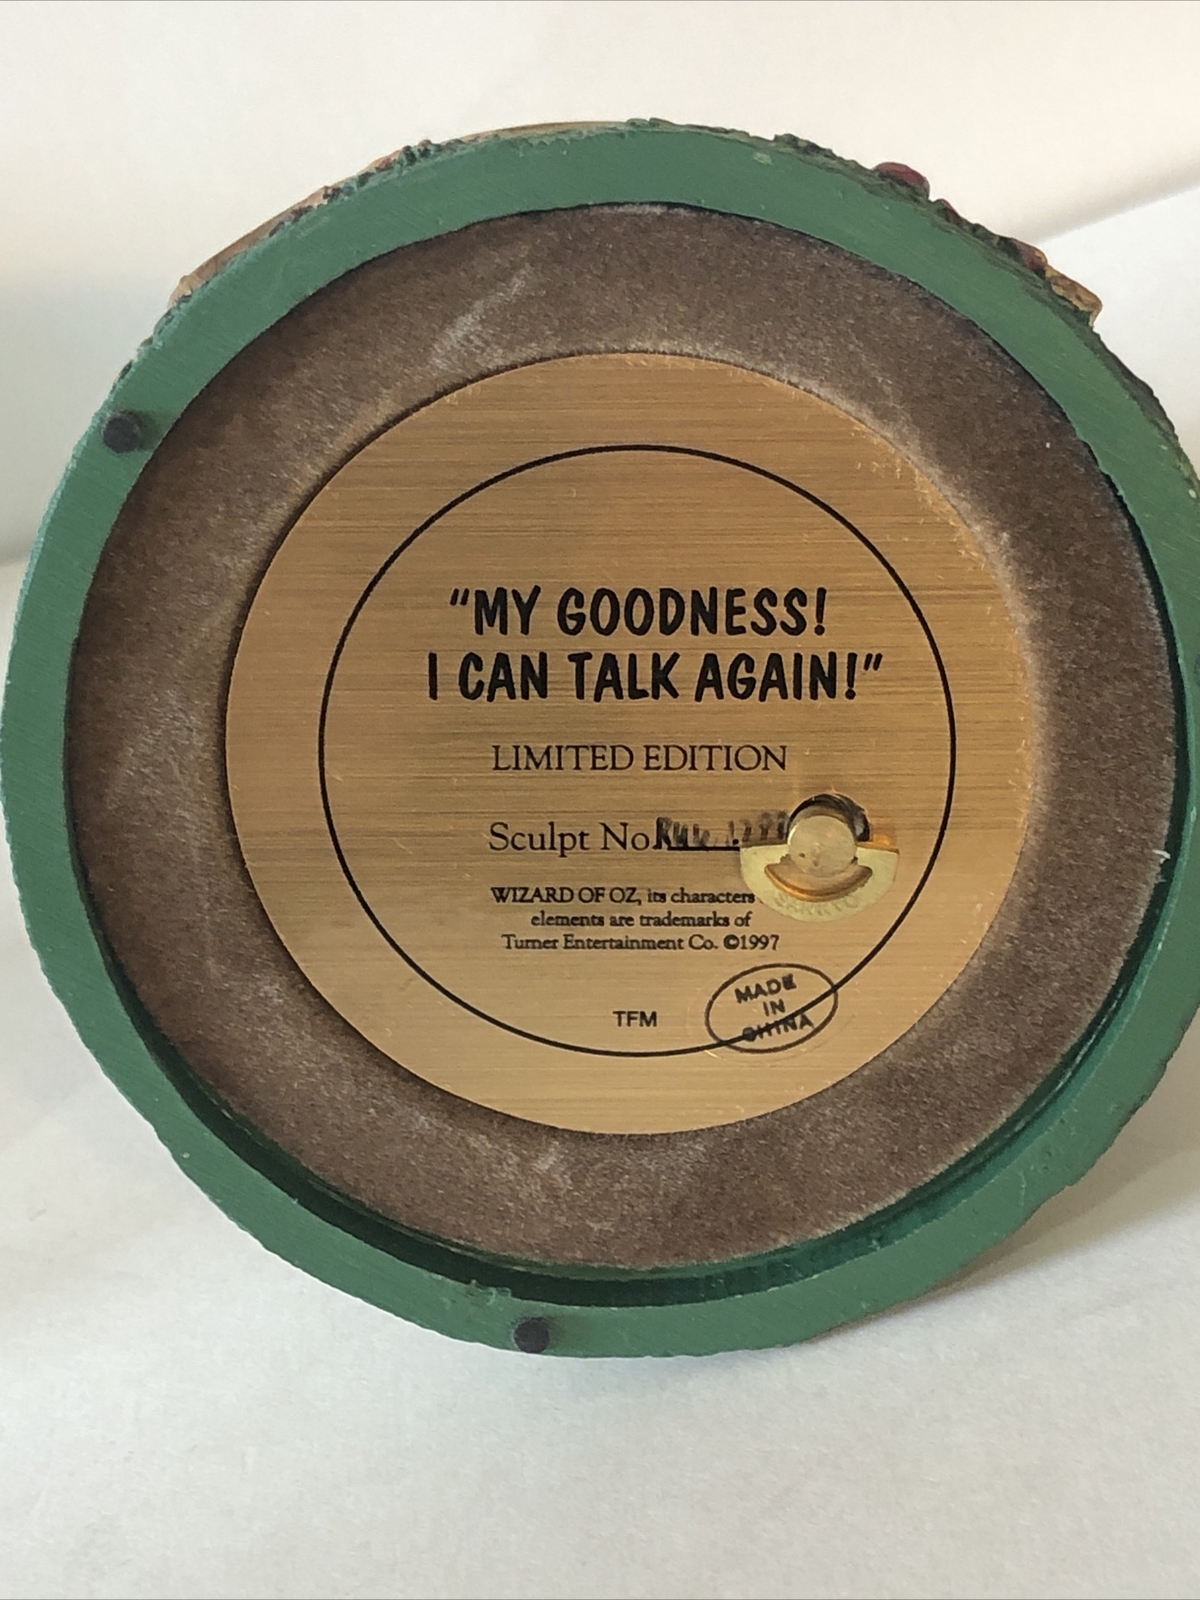 “MY GOODNESS!
I CAN TALK AGAIN!”
LIMITED EDITION
Sculpt No.
WIZARD OF OZ, its characters
elements are trademarks of
Turner Entertainment Co. ©1997
TFM
MADE
IN
CHINA